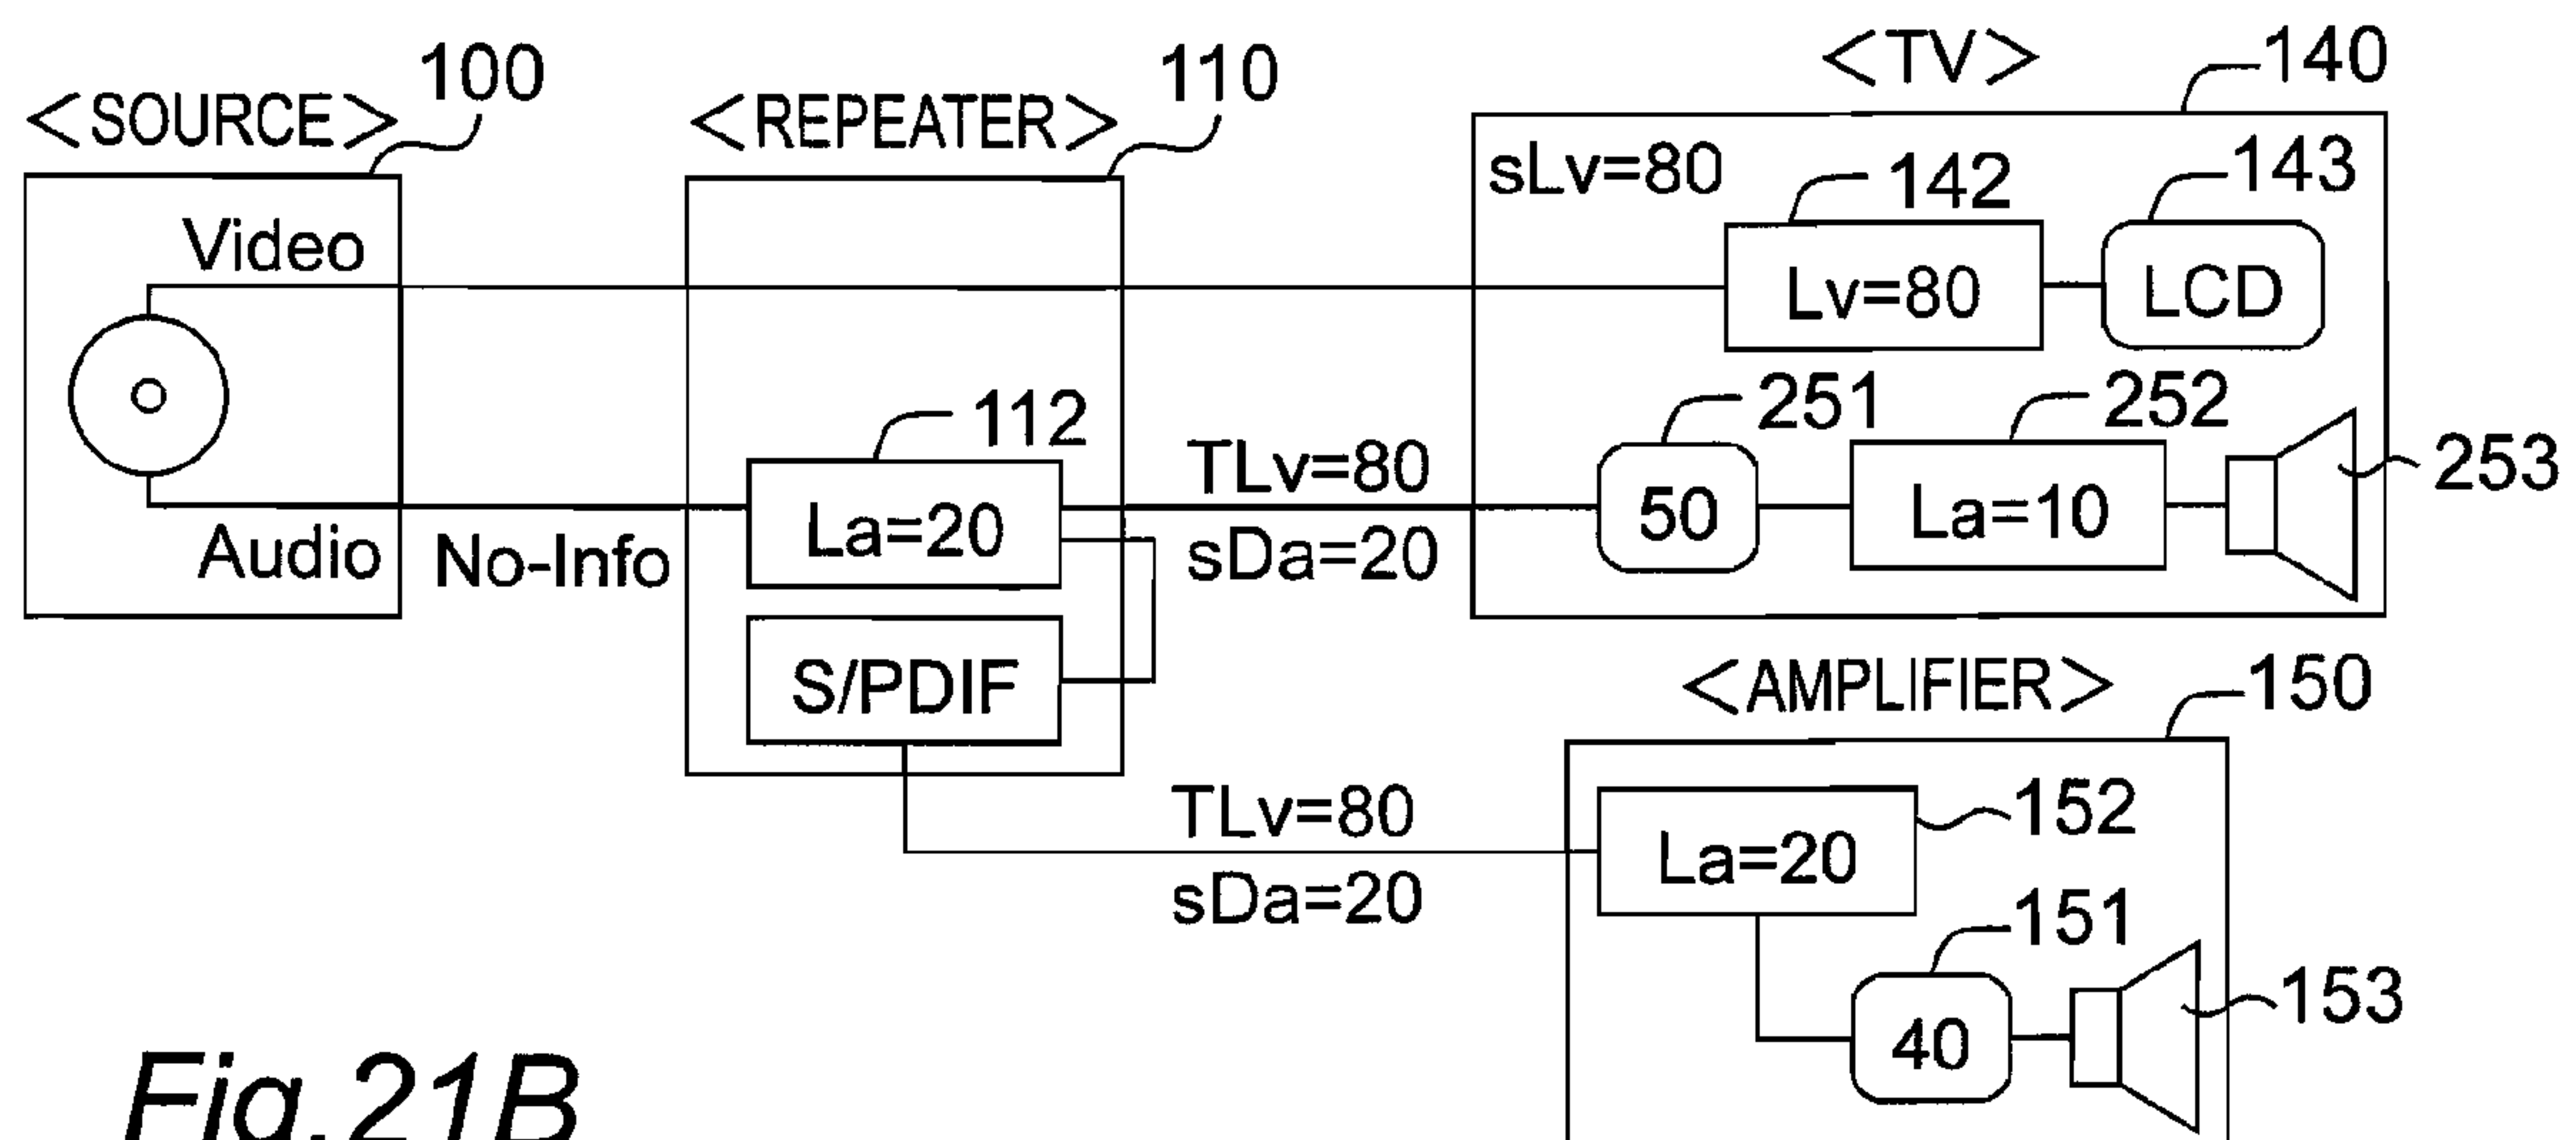 <SOURCE>
100
Video
Audio
No-Info
<REPEATER>
110
112
La=20
S/PDIF
TLv=80
sDa=20
<TV>
140
sLv=80
142
Lv=80
143
LCD
251
50
252
La=10
253
TLv=80
sDa=20
<AMPLIFIER>
150
La=20
152
151
40
153
Fig.21B